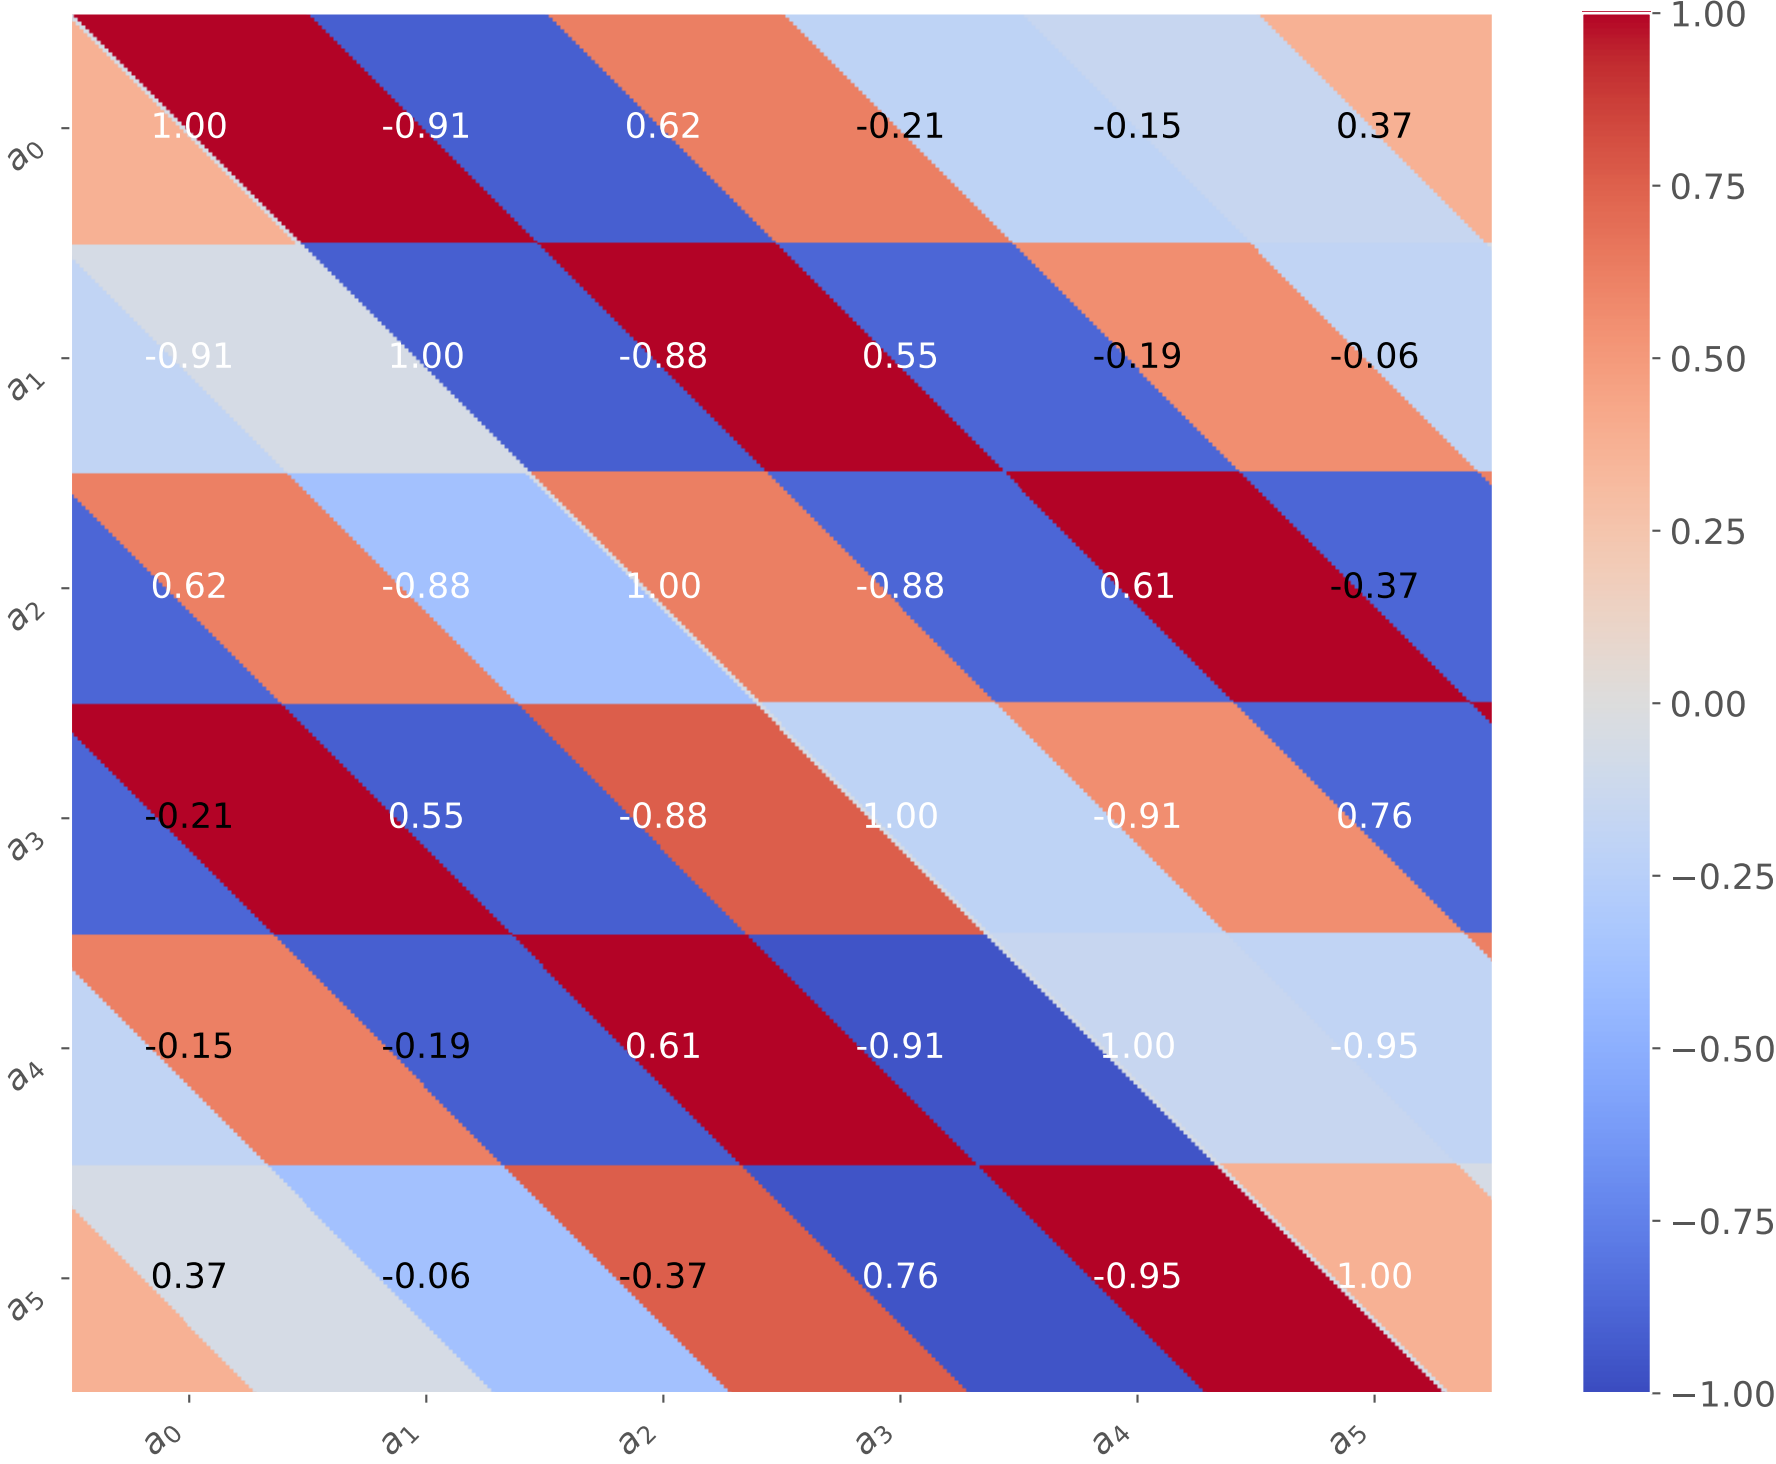 1.00
a0 1.00 -0.91 0.62 -0.21 -0.15 0.37
0.75
a1 -0.91 1.00 -0.88 0.55 -0.19 -0.06
0.50
0.25
a2 0.62 -0.88 1.00 -0.88 0.61 -0.37
0.00
a3 -0.21 0.55 -0.88 1.00 -0.91 0.76
−0.25
a4 -0.15 -0.19 0.61 -0.91 1.00 -0.95
−0.50
−0.75
a5 0.37 -0.06 -0.37 0.76 -0.95 1.00
−1.00
a0 a1 a2 a3 a4 a5